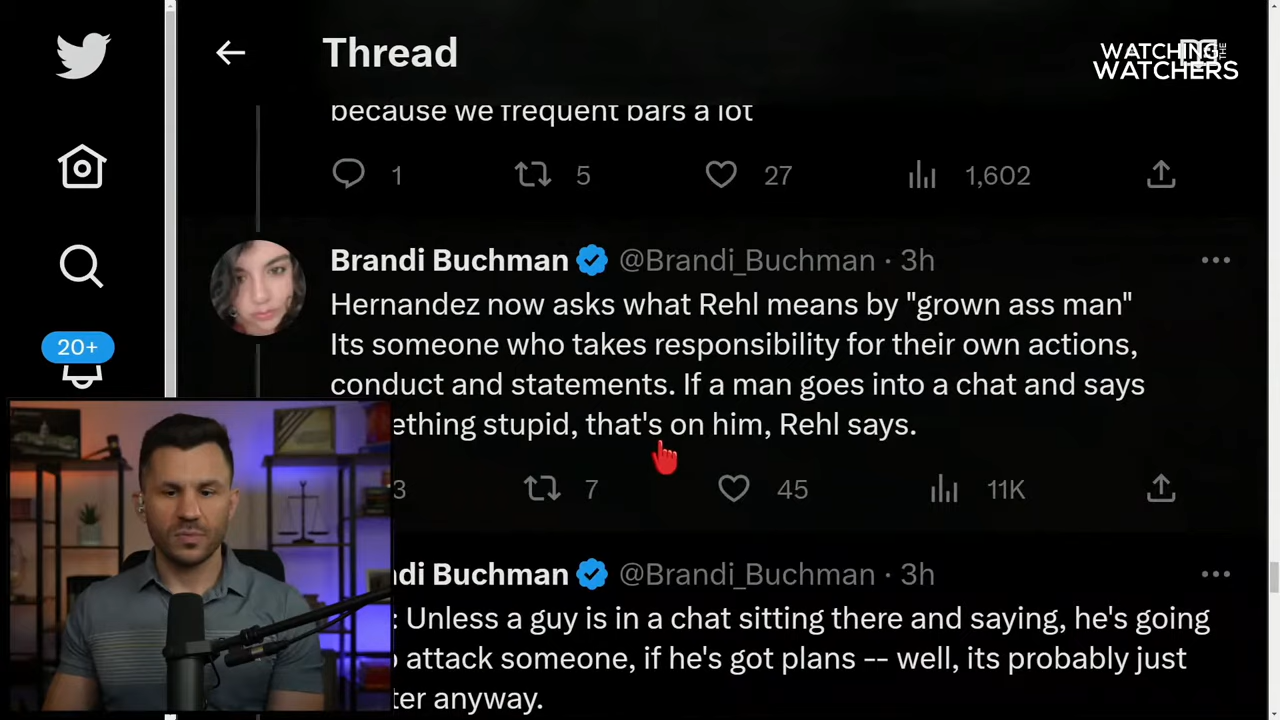 Thread
WATCHING THE
WATCHERS
because we frequent bars a lot
1 5 27 1,602
Brandi Buchman @Brandi_Buchman · 3h
Hernandez now asks what Rehl means by "grown ass man"
Its someone who takes responsibility for their own actions,
conduct and statements. If a man goes into a chat and says
ething stupid, that's on him, Rehl says.
20+
3 7 45 11K
di Buchman @Brandi_Buchman · 3h
: Unless a guy is in a chat sitting there and saying, he's going
attack someone, if he's got plans -- well, its probably just
ter anyway.